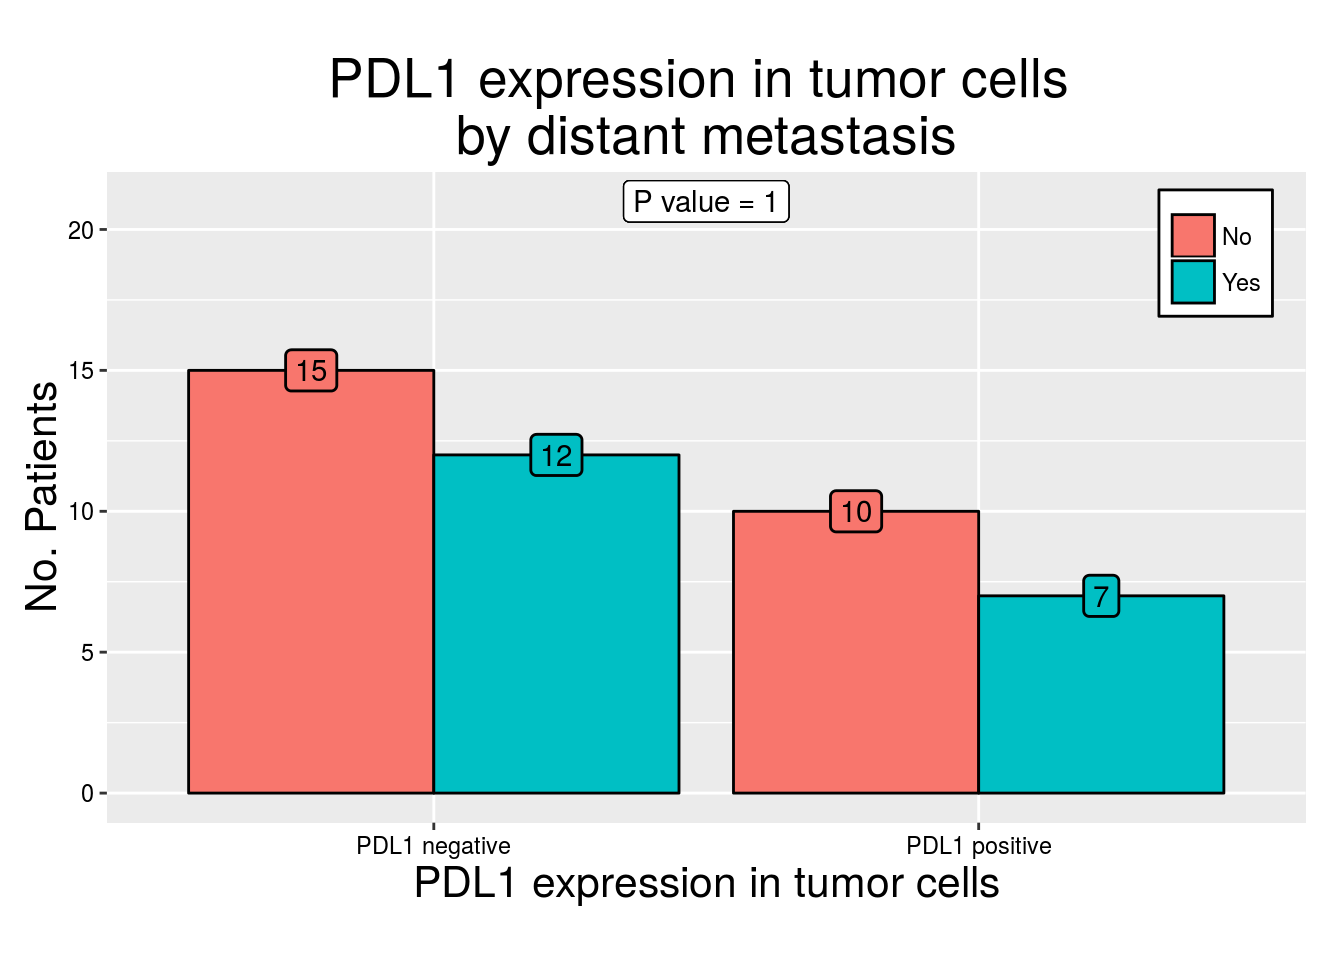 PDL1 expression in tumor cells
by distant metastasis
P value = 1
No
Yes
No. Patients
20
15
10
5
0
15
12
10
7
PDL1 negative
PDL1 positive
PDL1 expression in tumor cells